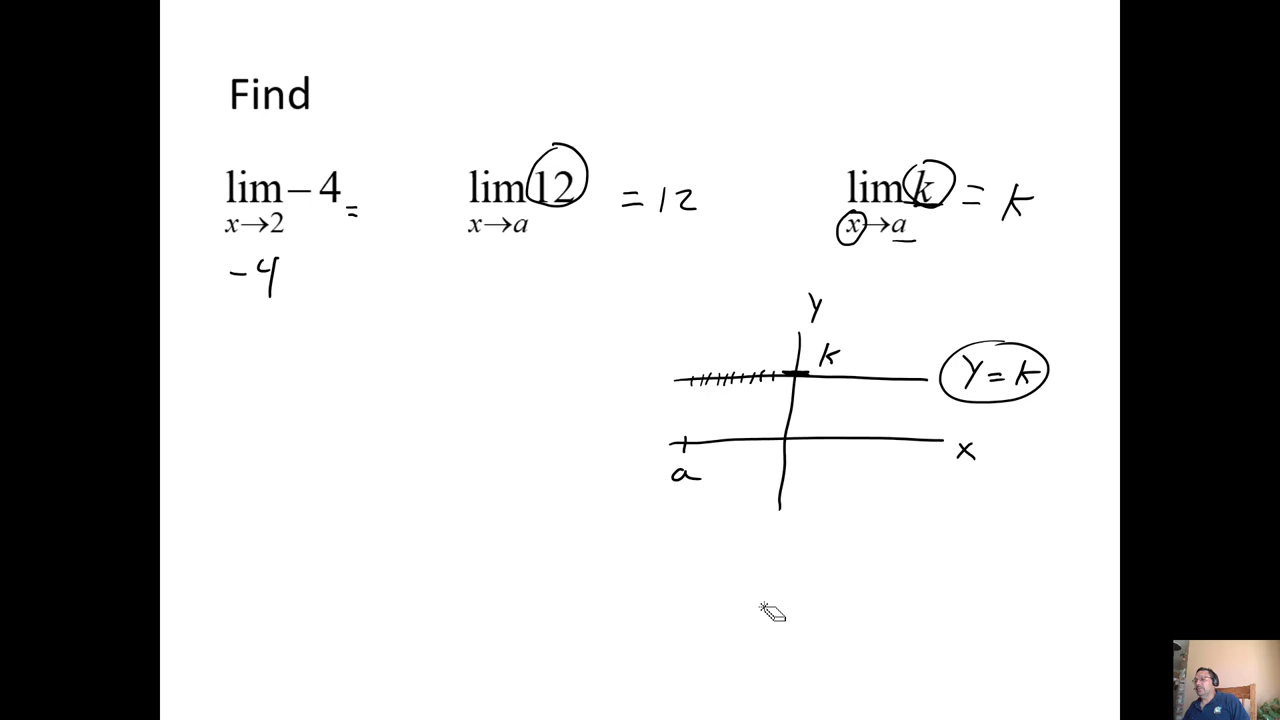 Find
lim -4 = lim 12 = 12 lim k = k
x→2 x→a x→a
-4
y
k
y = k
x
a